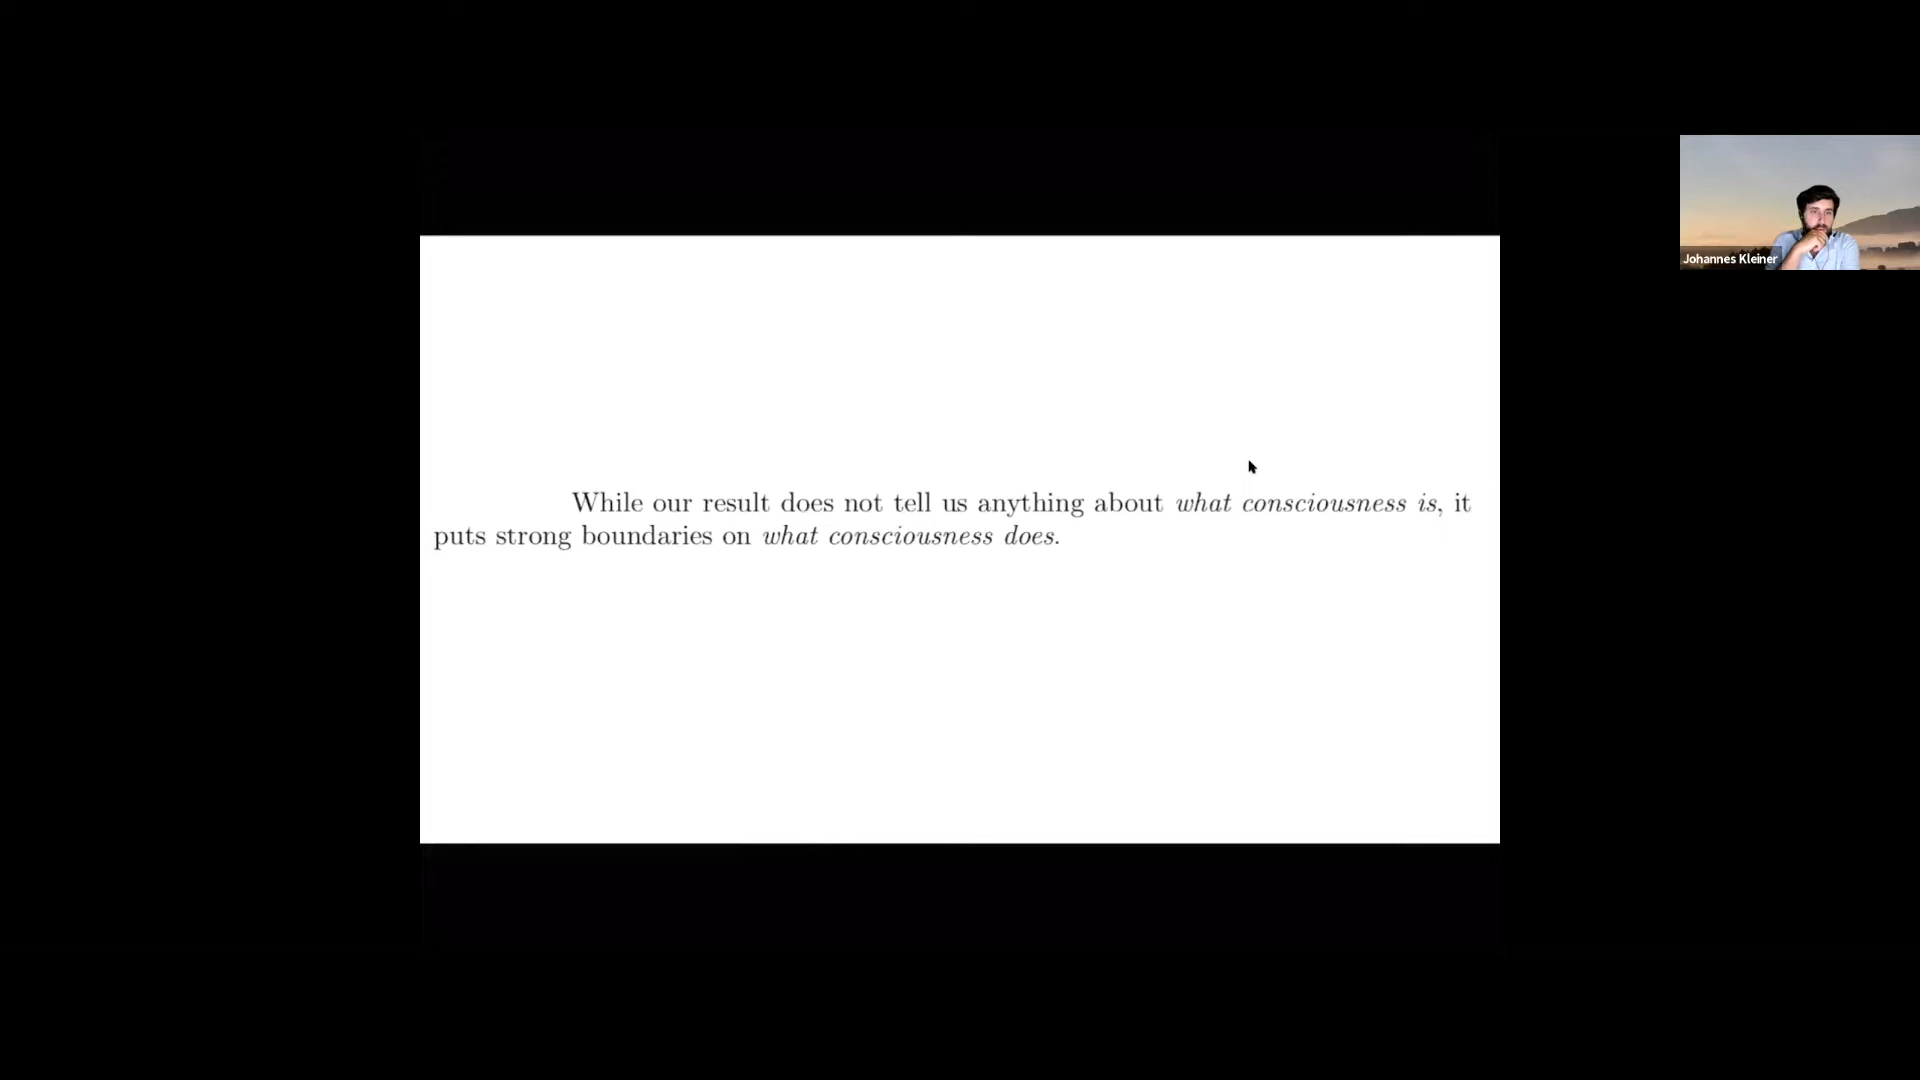 While our result does not tell us anything about what consciousness is, it
puts strong boundaries on what consciousness does.
Johannes Kleiner